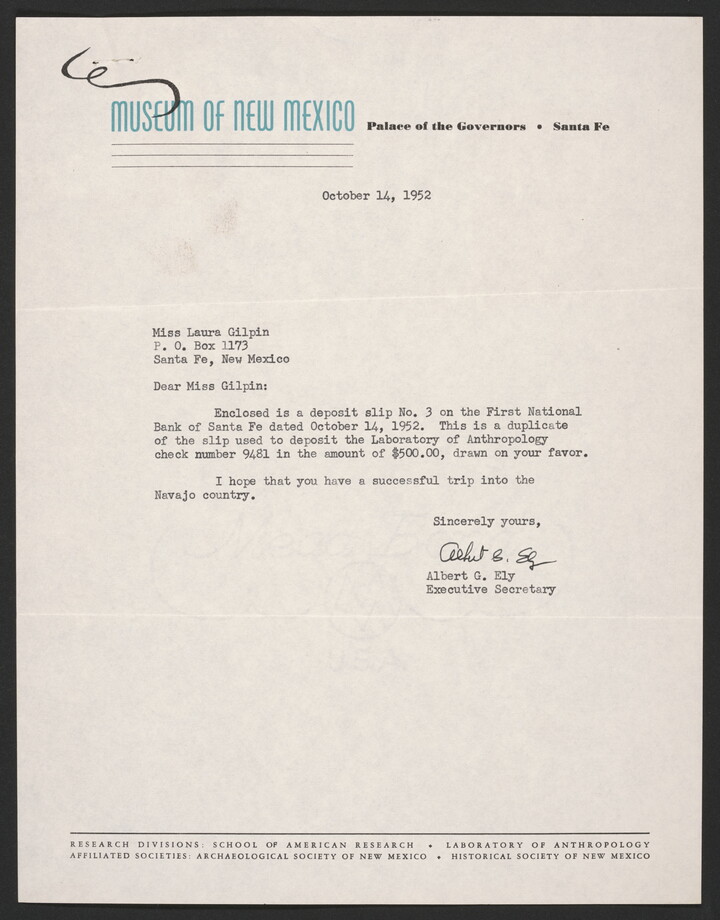 MUSEUM OF NEW MEXICO Palace of the Governors • Santa Fe
October 14, 1952
Miss Laura Gilpin
P. O. Box 1173
Santa Fe, New Mexico
Dear Miss Gilpin:
Enclosed is a deposit slip No. 3 on the First National
Bank of Santa Fe dated October 14, 1952. This is a duplicate
of the slip used to deposit the Laboratory of Anthropology
check number 9481 in the amount of $500.00, drawn on your favor.
I hope that you have a successful trip into the
Navajo country.
Sincerely yours,
Albert G. Ely
Albert G. Ely
Executive Secretary
RESEARCH DIVISIONS: SCHOOL OF AMERICAN RESEARCH • LABORATORY OF ANTHROPOLOGY
AFFILIATED SOCIETIES: ARCHAEOLOGICAL SOCIETY OF NEW MEXICO • HISTORICAL SOCIETY OF NEW MEXICO